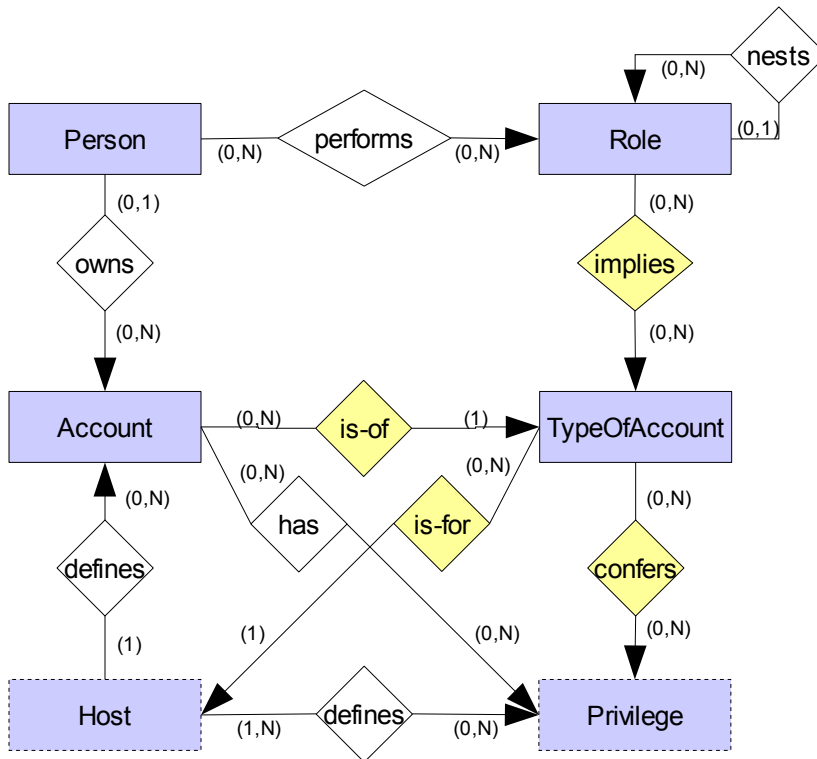 nests
(0,N)
Person
performs
Role
(0,1)
(0,N)
(0,N)
(0,1)
(0,N)
owns
implies
(0,N)
(0,N)
Account
(0,N)
is-of
(1)
TypeOfAccount
(0,N)
(0,N)
(0,N)
(0,N)
has
is-for
defines
confers
(1)
(1)
(0,N)
(0,N)
Host
(1,N)
defines
(0,N)
Privilege